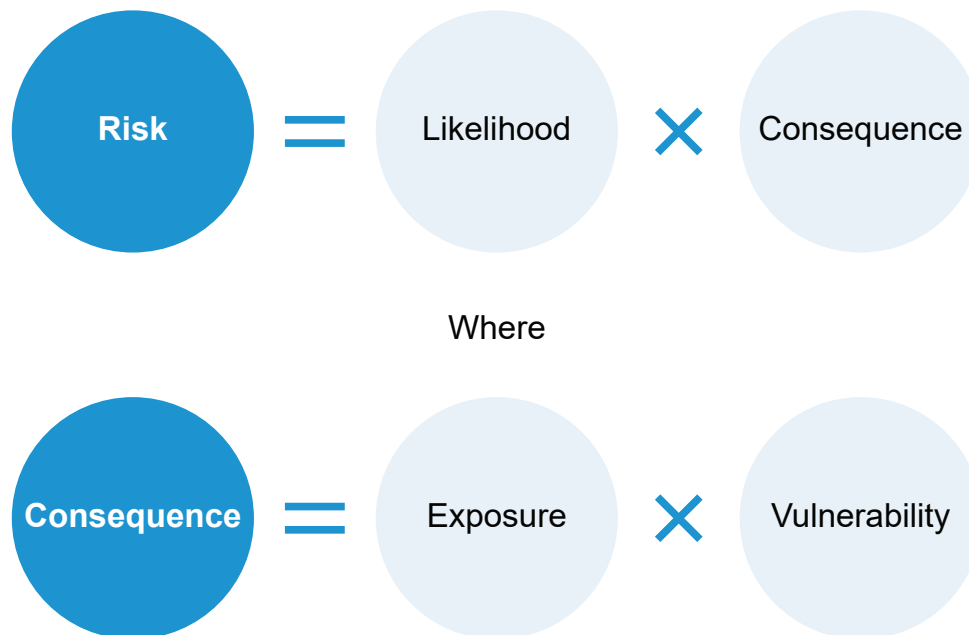 Risk = Likelihood × Consequence
Where
Consequence = Exposure × Vulnerability